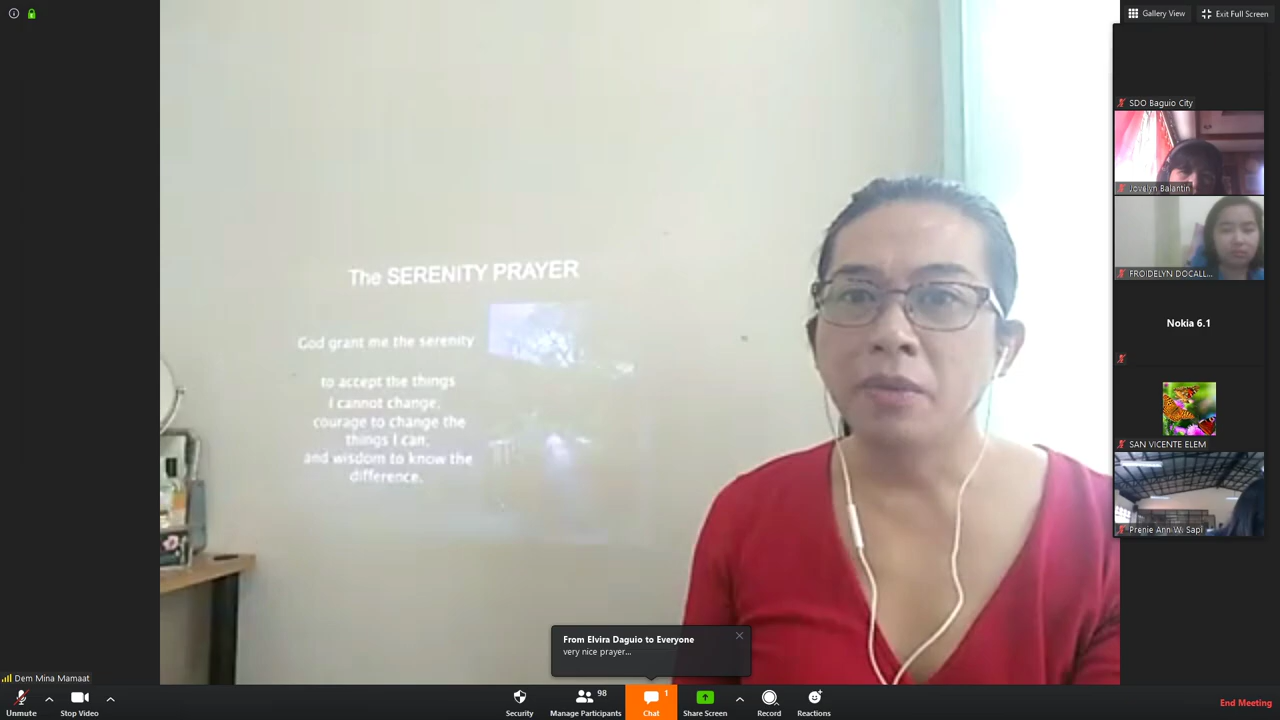 Gallery View
Exit Full Screen
SDO Baguio City
Jovelyn Balantin
FROIDELYN DOCALL...
Nokia 6.1
SAN VICENTE ELEM
Prenie Ann W. Sapi
The SERENITY PRAYER
God grant me the serenity
to accept the things
I cannot change,
courage to change the
things I can,
and wisdom to know the
difference.
From Elvira Daguio to Everyone
very nice prayer...
Dem Mina Mamaat
Unmute
Stop Video
Security
98
Manage Participants
1
Chat
Share Screen
Record
Reactions
End Meeting